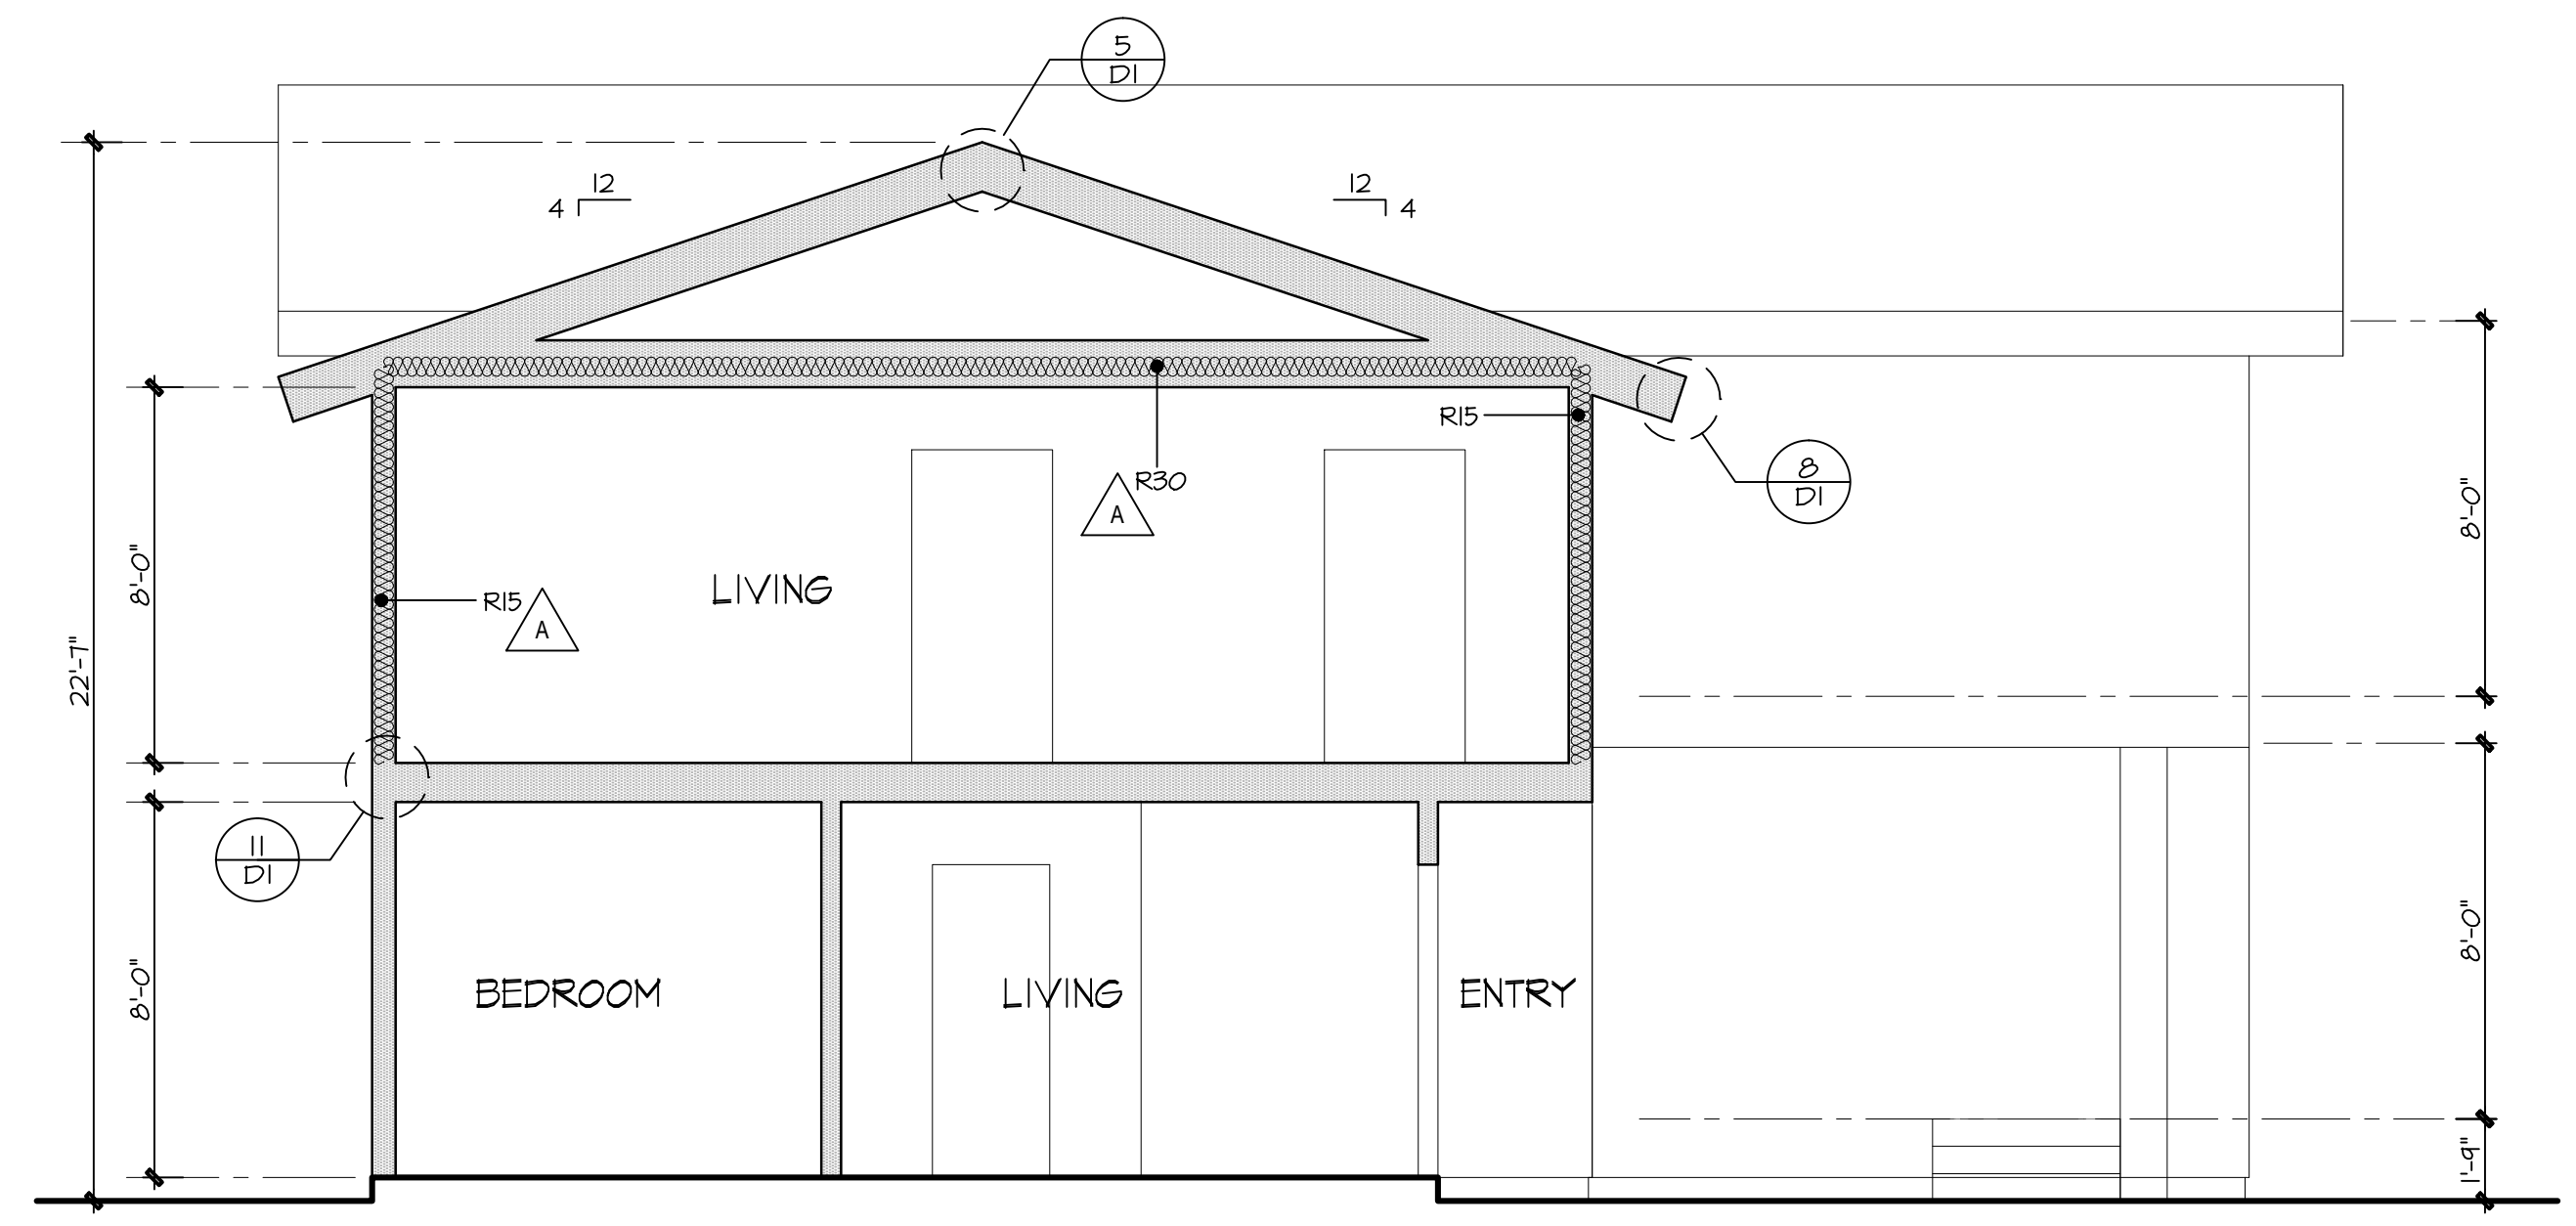 5
D1
12
4
12
4
R15
R30
A
8
D1
8'-0"
8'-0"
LIVING
R15
A
22'-7"
11
D1
8'-0"
8'-0"
BEDROOM
LIVING
ENTRY
1'-9"